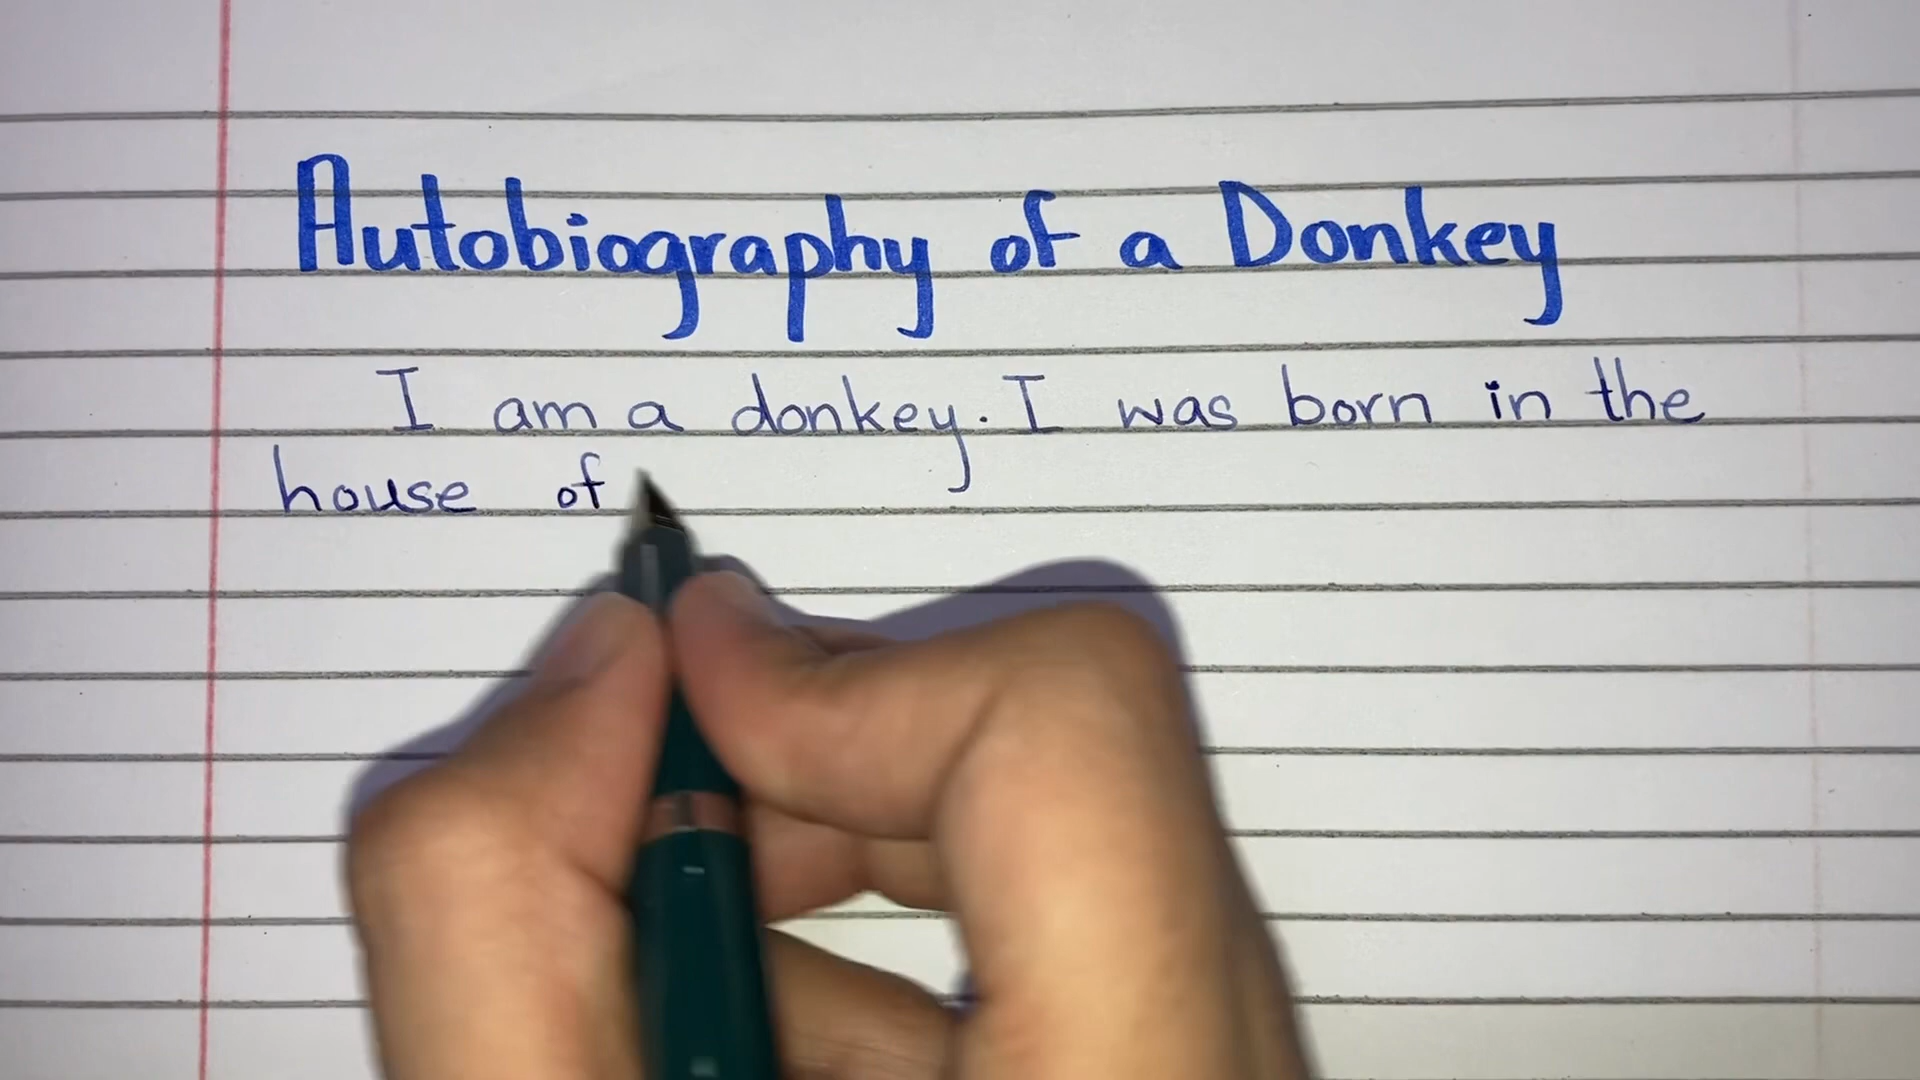 Autobiography of a Donkey
I am a donkey. I was born in the
house of